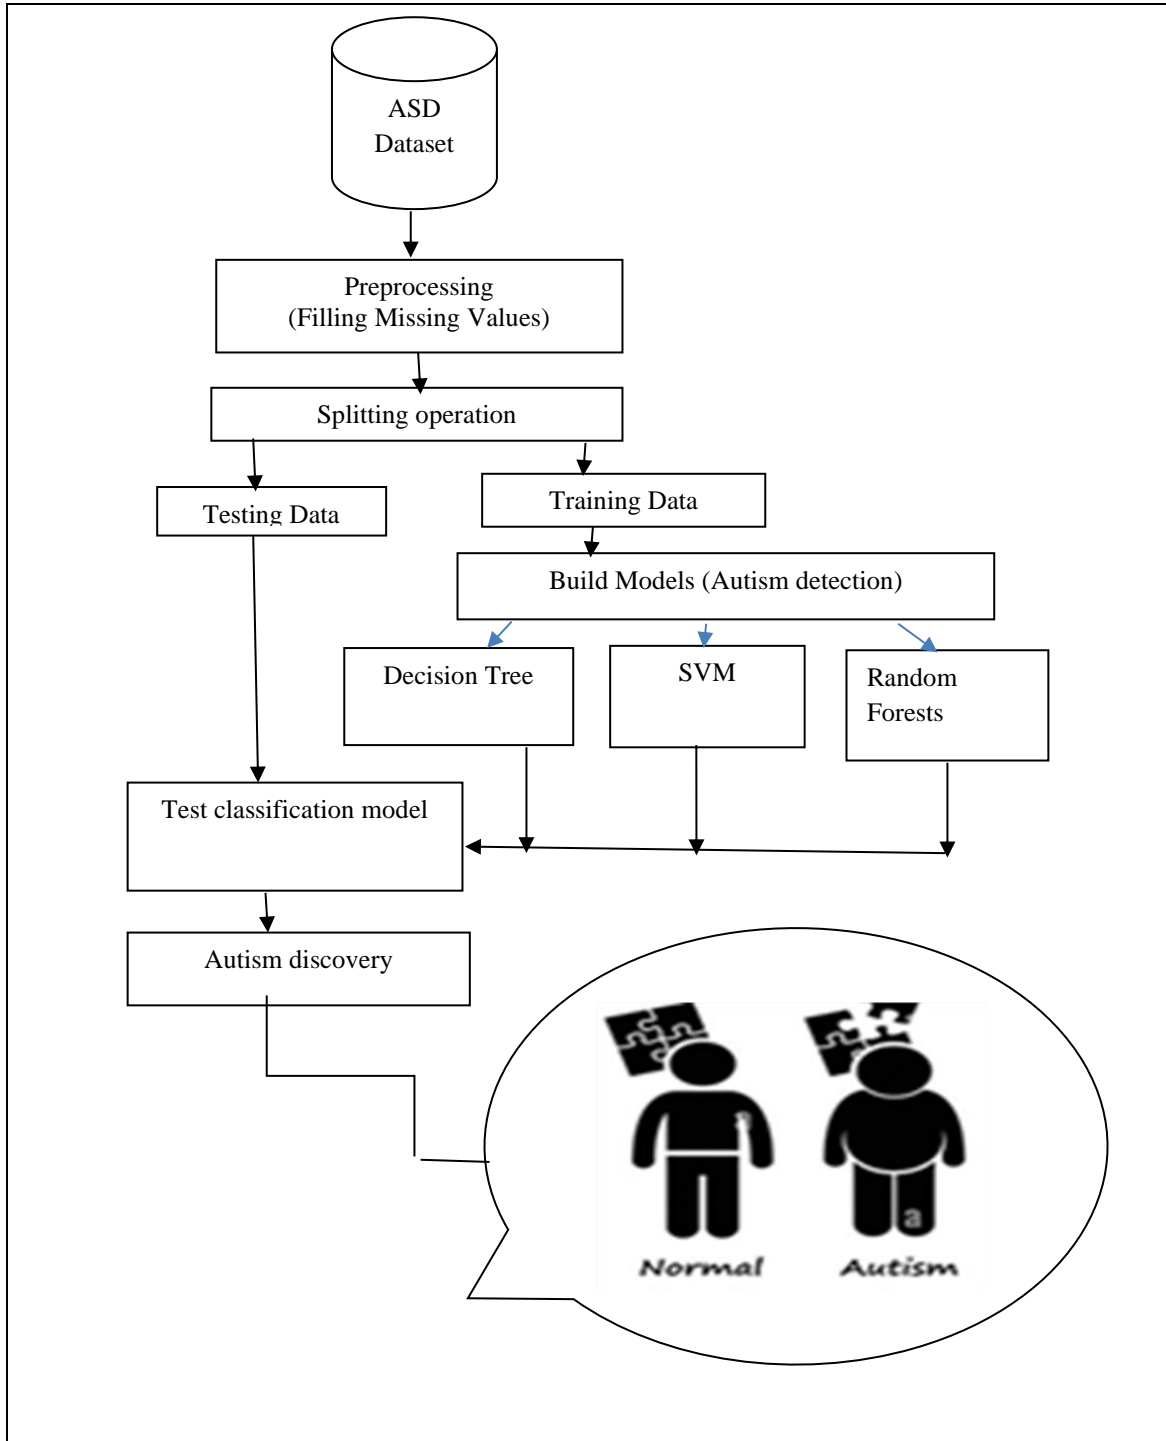 ASD
Dataset
Preprocessing
(Filling Missing Values)
Splitting operation
Testing Data
Training Data
Build Models (Autism detection)
Decision Tree
SVM
Random
Forests
Test classification model
Autism discovery
a
a
Normal
Autism